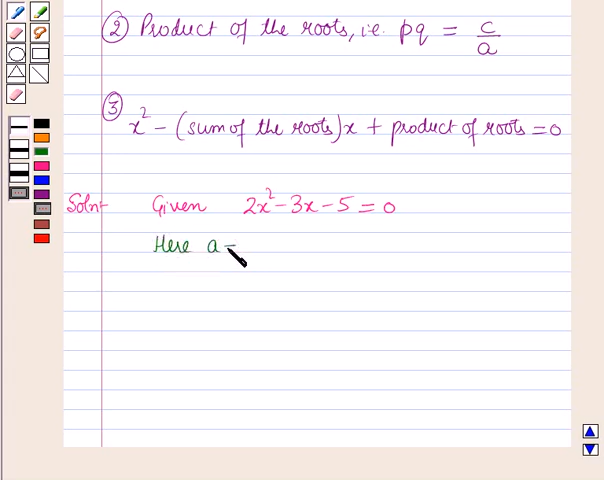 ② Product of the roots, i.e. pq = c/a
③ x² - (sum of the roots)x + product of roots = 0
Soln:- Given 2x² - 3x - 5 = 0
Here a =